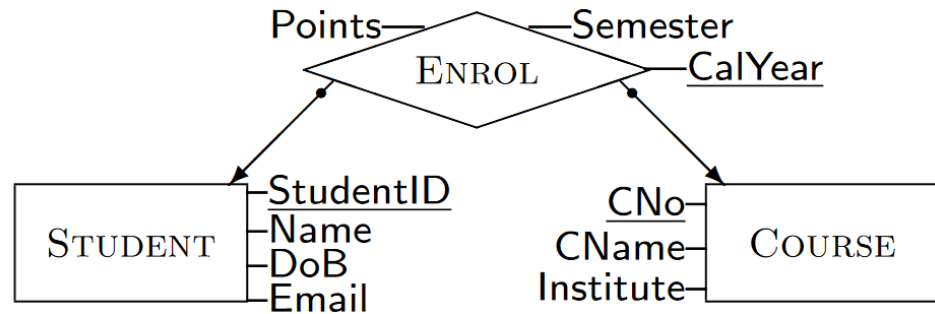 Points
Semester
ENROL
CalYear
StudentID
Name
DoB
Email
STUDENT
CNo
CName
Institute
COURSE